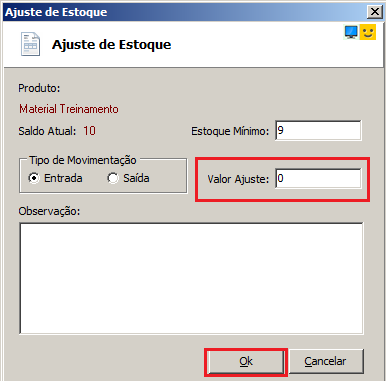 Ajuste de Estoque
Ajuste de Estoque
Produto:
Material Treinamento
Saldo Atual: 10 Estoque Mínimo: 9
Tipo de Movimentação
Entrada Saída Valor Ajuste: 0
Observação:
Ok Cancelar